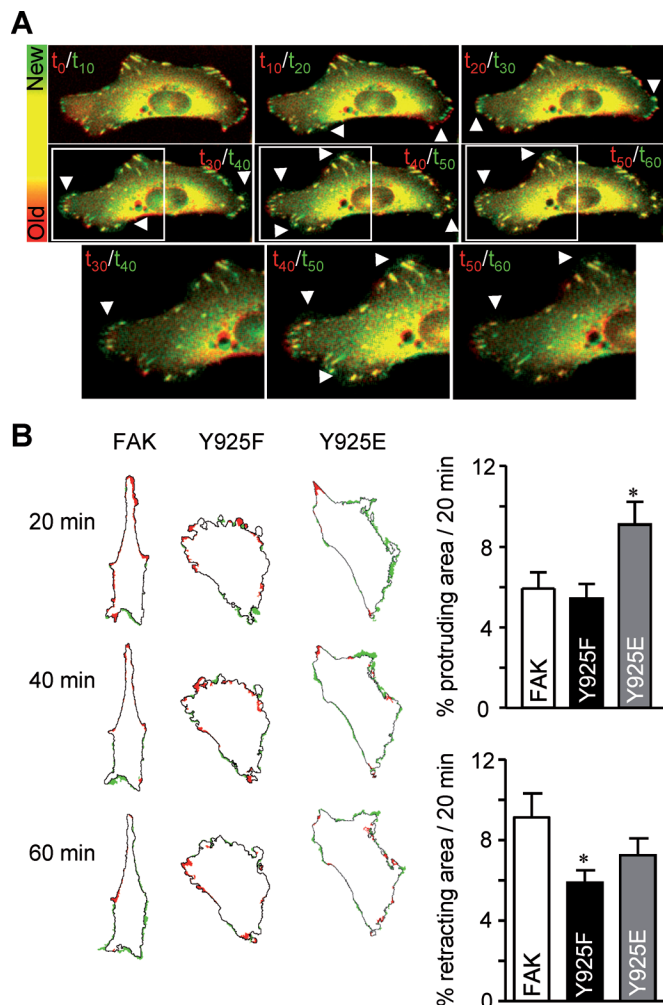 A
New
Old
t0/t10
t10/t20
t20/t30
t30/t40
t40/t50
t50/t60
t30/t40
t40/t50
t50/t60
B
FAK
Y925F
Y925E
20 min
40 min
60 min
% protruding area / 20 min
12
8
4
0
*
FAK
Y925F
Y925E
% retracting area / 20 min
12
8
4
0
*
FAK
Y925F
Y925E